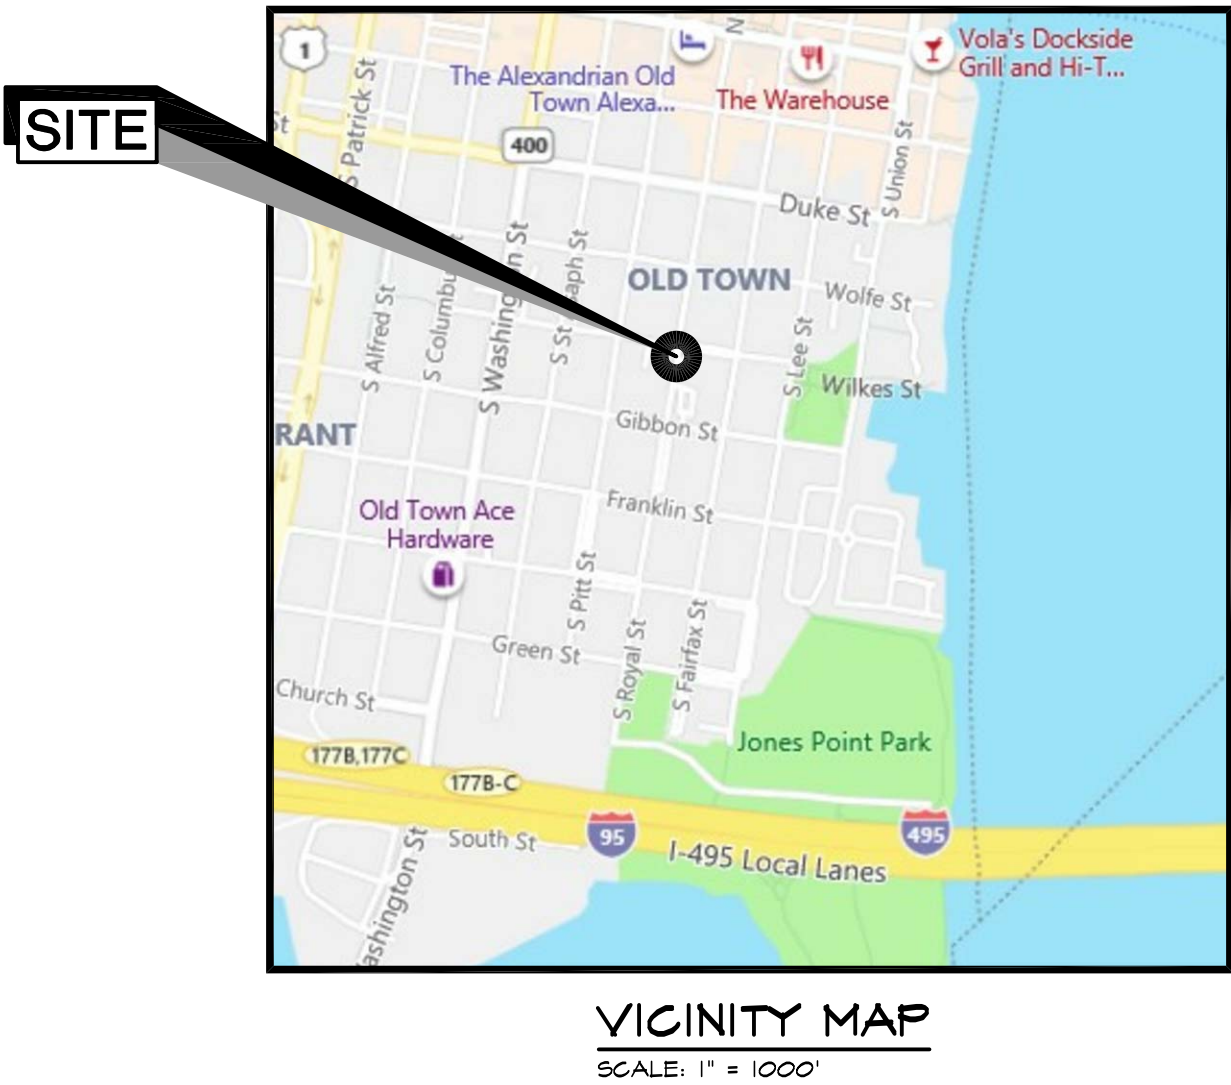 1
Vola's Dockside
Grill and Hi-T...
N
The Alexandrian Old
Town Alexa...
The Warehouse
SITE
St
S Patrick St
400
S Union St
Duke St
OLD TOWN
Wolfe St
S Alfred St
S Washington St
S Lee St
Wilkes St
Gibbon St
RANT
Franklin St
Old Town Ace
Hardware
S Pitt St
S Royal St
S Fairfax St
Green St
Church St
Jones Point Park
177B,177C
177B-C
95
495
South St
I-495 Local Lanes
ashington St
VICINITY MAP
SCALE: 1" = 1000'